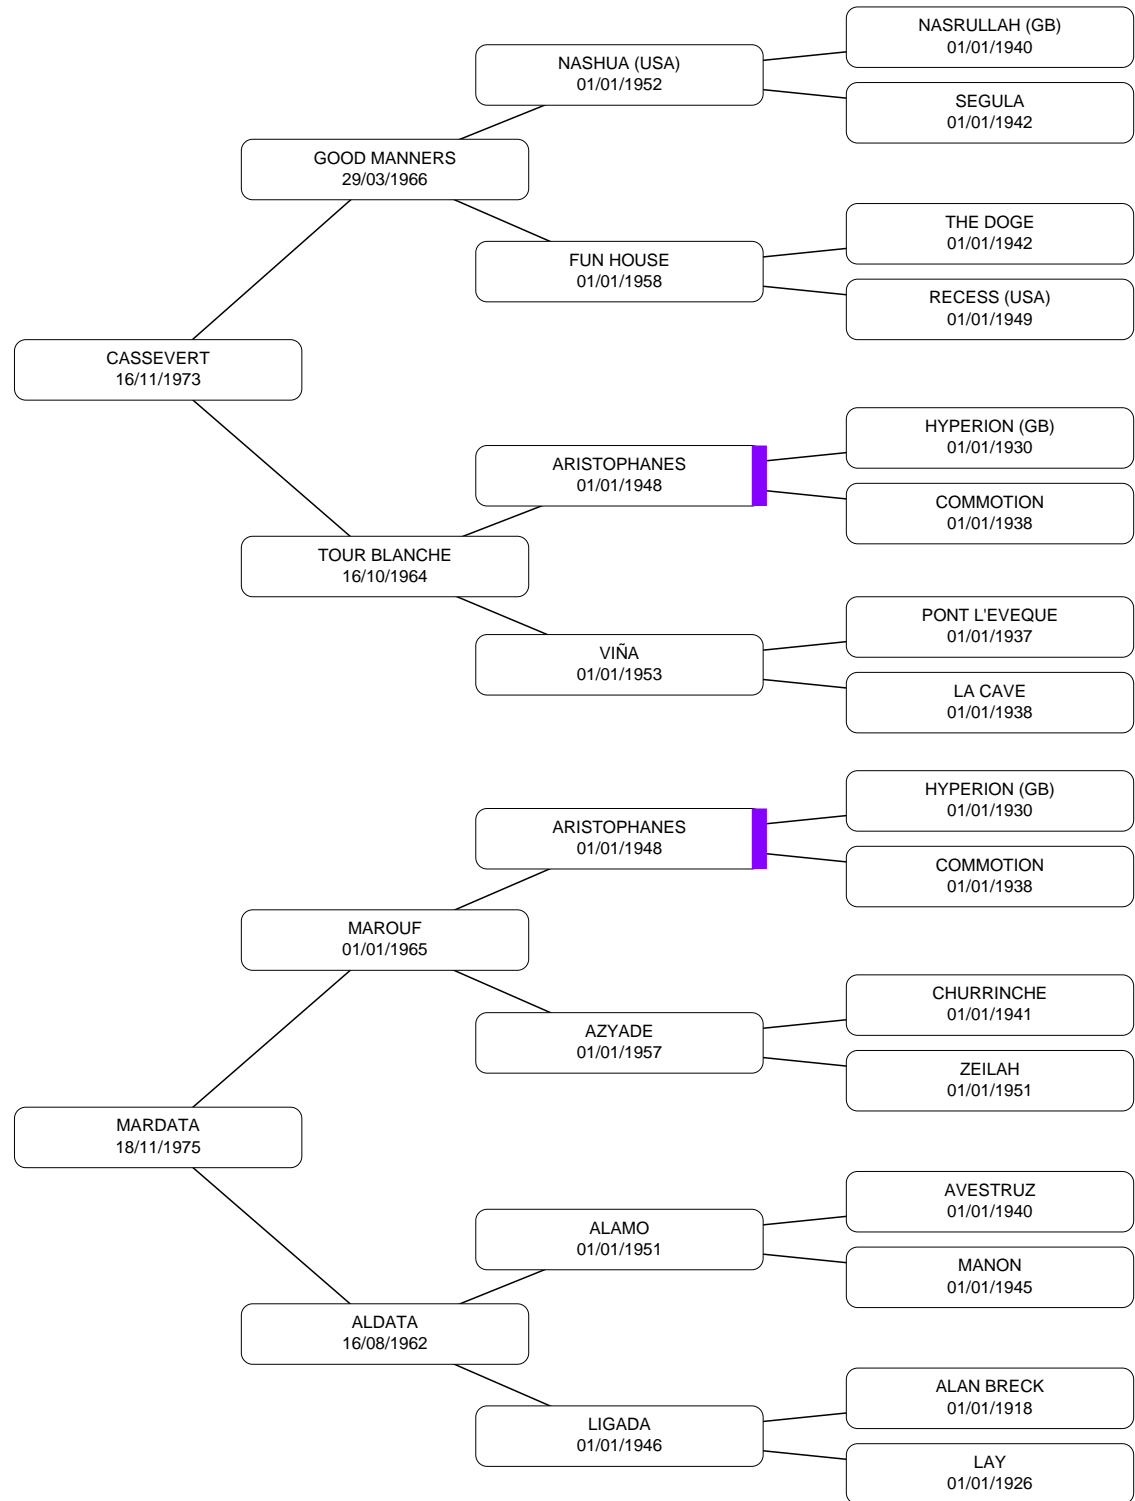 NASRULLAH (GB)
01/01/1940
NASHUA (USA)
01/01/1952
SEGULA
01/01/1942
GOOD MANNERS
29/03/1966
THE DOGE
01/01/1942
FUN HOUSE
01/01/1958
RECESS (USA)
01/01/1949
CASSEVERT
16/11/1973
HYPERION (GB)
01/01/1930
ARISTOPHANES
01/01/1948
COMMOTION
01/01/1938
TOUR BLANCHE
16/10/1964
PONT L'EVEQUE
01/01/1937
VIÑA
01/01/1953
LA CAVE
01/01/1938
HYPERION (GB)
01/01/1930
ARISTOPHANES
01/01/1948
COMMOTION
01/01/1938
MAROUF
01/01/1965
CHURRINCHE
01/01/1941
AZYADE
01/01/1957
ZEILAH
01/01/1951
MARDATA
18/11/1975
AVESTRUZ
01/01/1940
ALAMO
01/01/1951
MANON
01/01/1945
ALDATA
16/08/1962
ALAN BRECK
01/01/1918
LIGADA
01/01/1946
LAY
01/01/1926